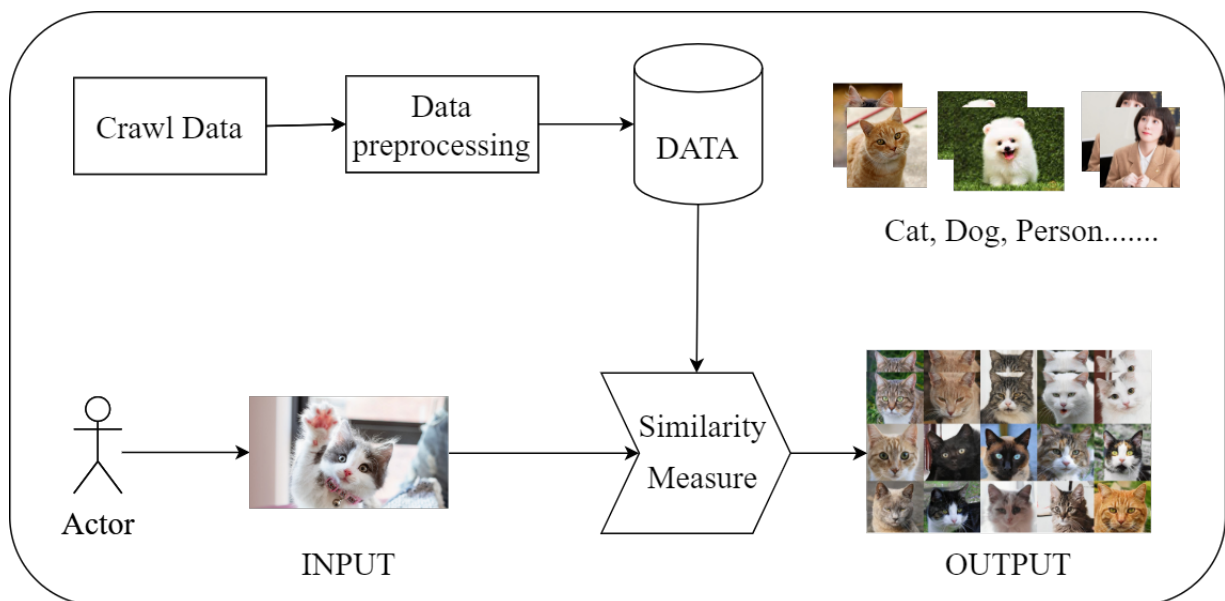 Crawl Data
Data
preprocessing
DATA
Cat, Dog, Person.......
Similarity
Measure
Actor
INPUT
OUTPUT